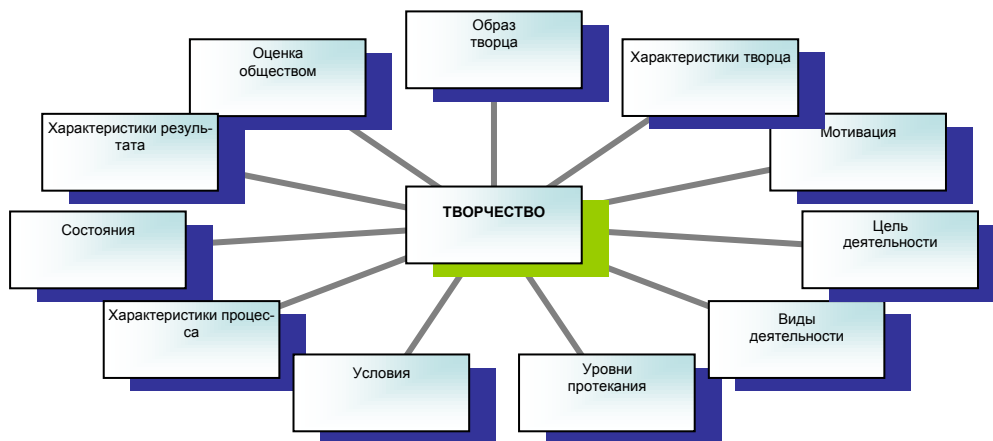 Образ
творца
Оценка
обществом
Характеристики творца
Характеристики резуль-
тата
Мотивация
ТВОРЧЕСТВО
Состояния
Цель
деятельности
Характеристики процес-
са
Виды
деятельности
Условия
Уровни
протекания